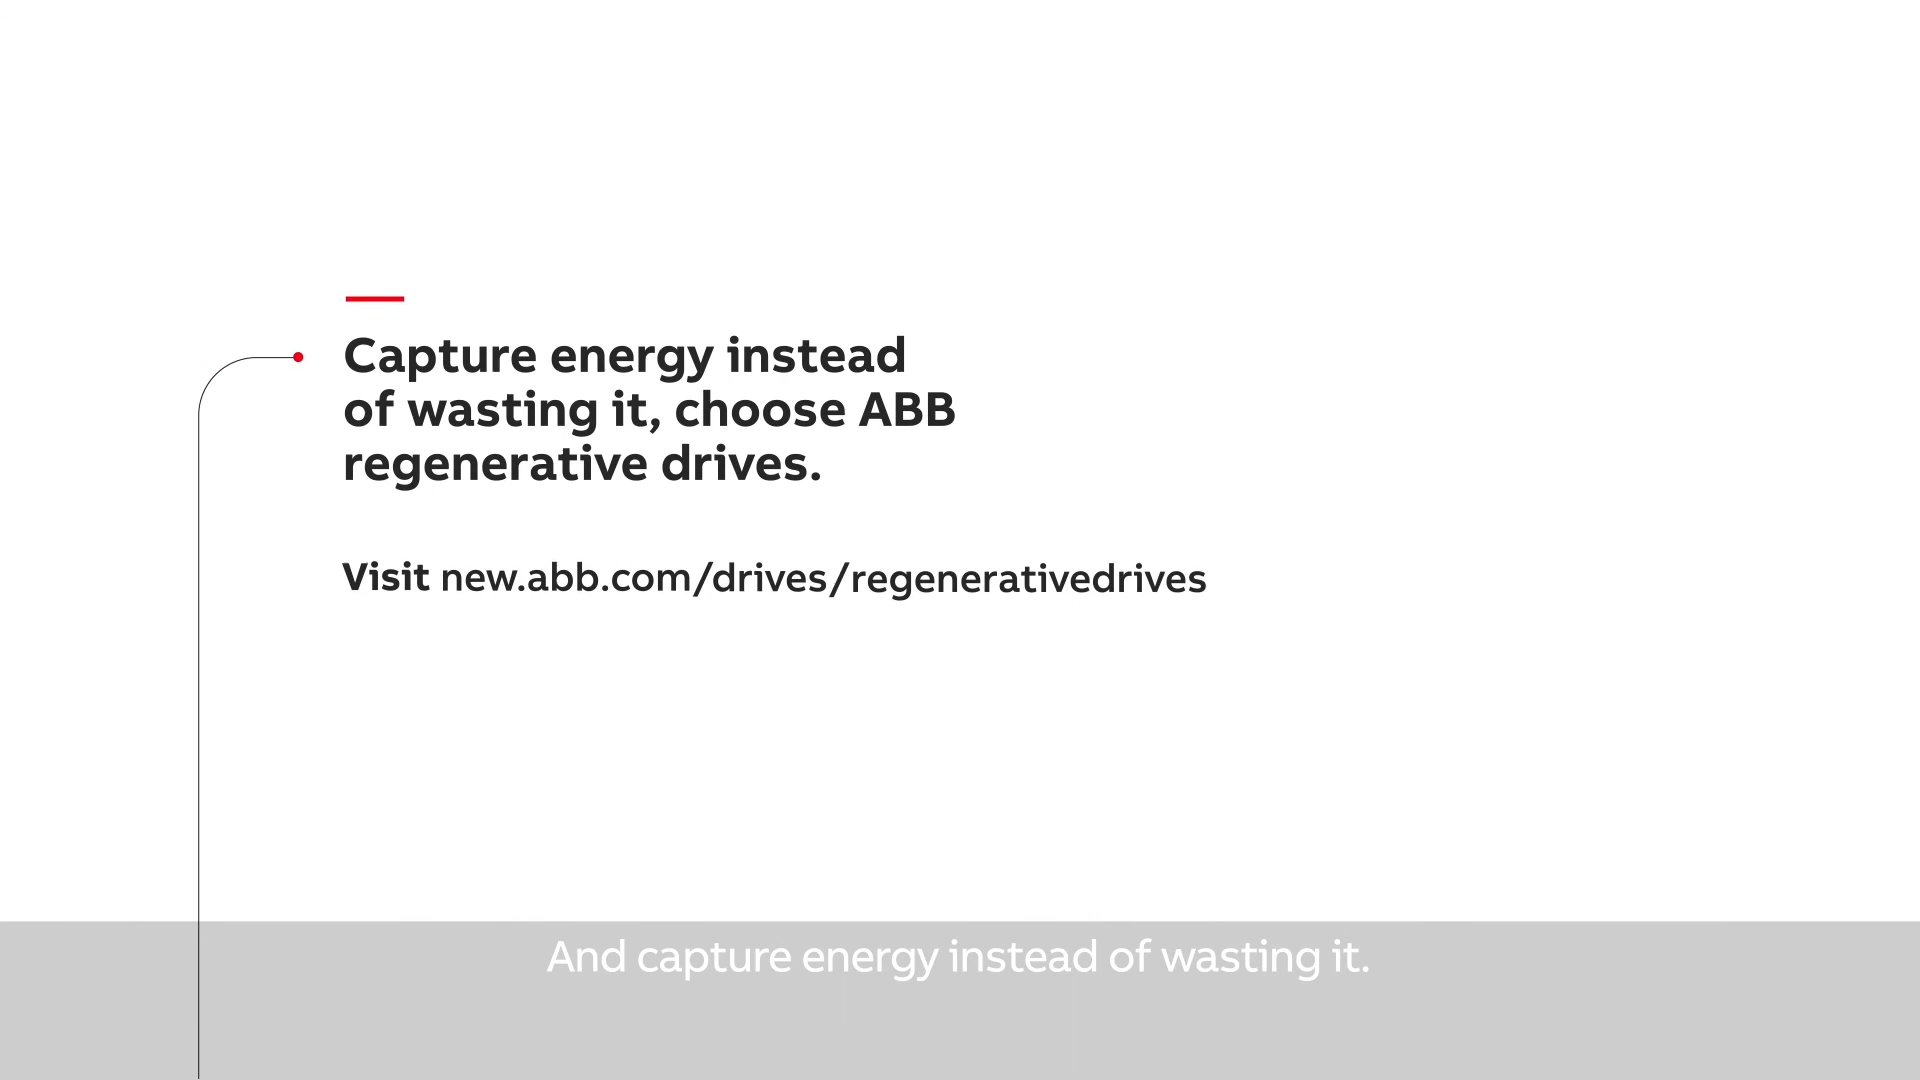 Capture energy instead
of wasting it, choose ABB
regenerative drives.
Visit new.abb.com/drives/regenerativedrives
And capture energy instead of wasting it.